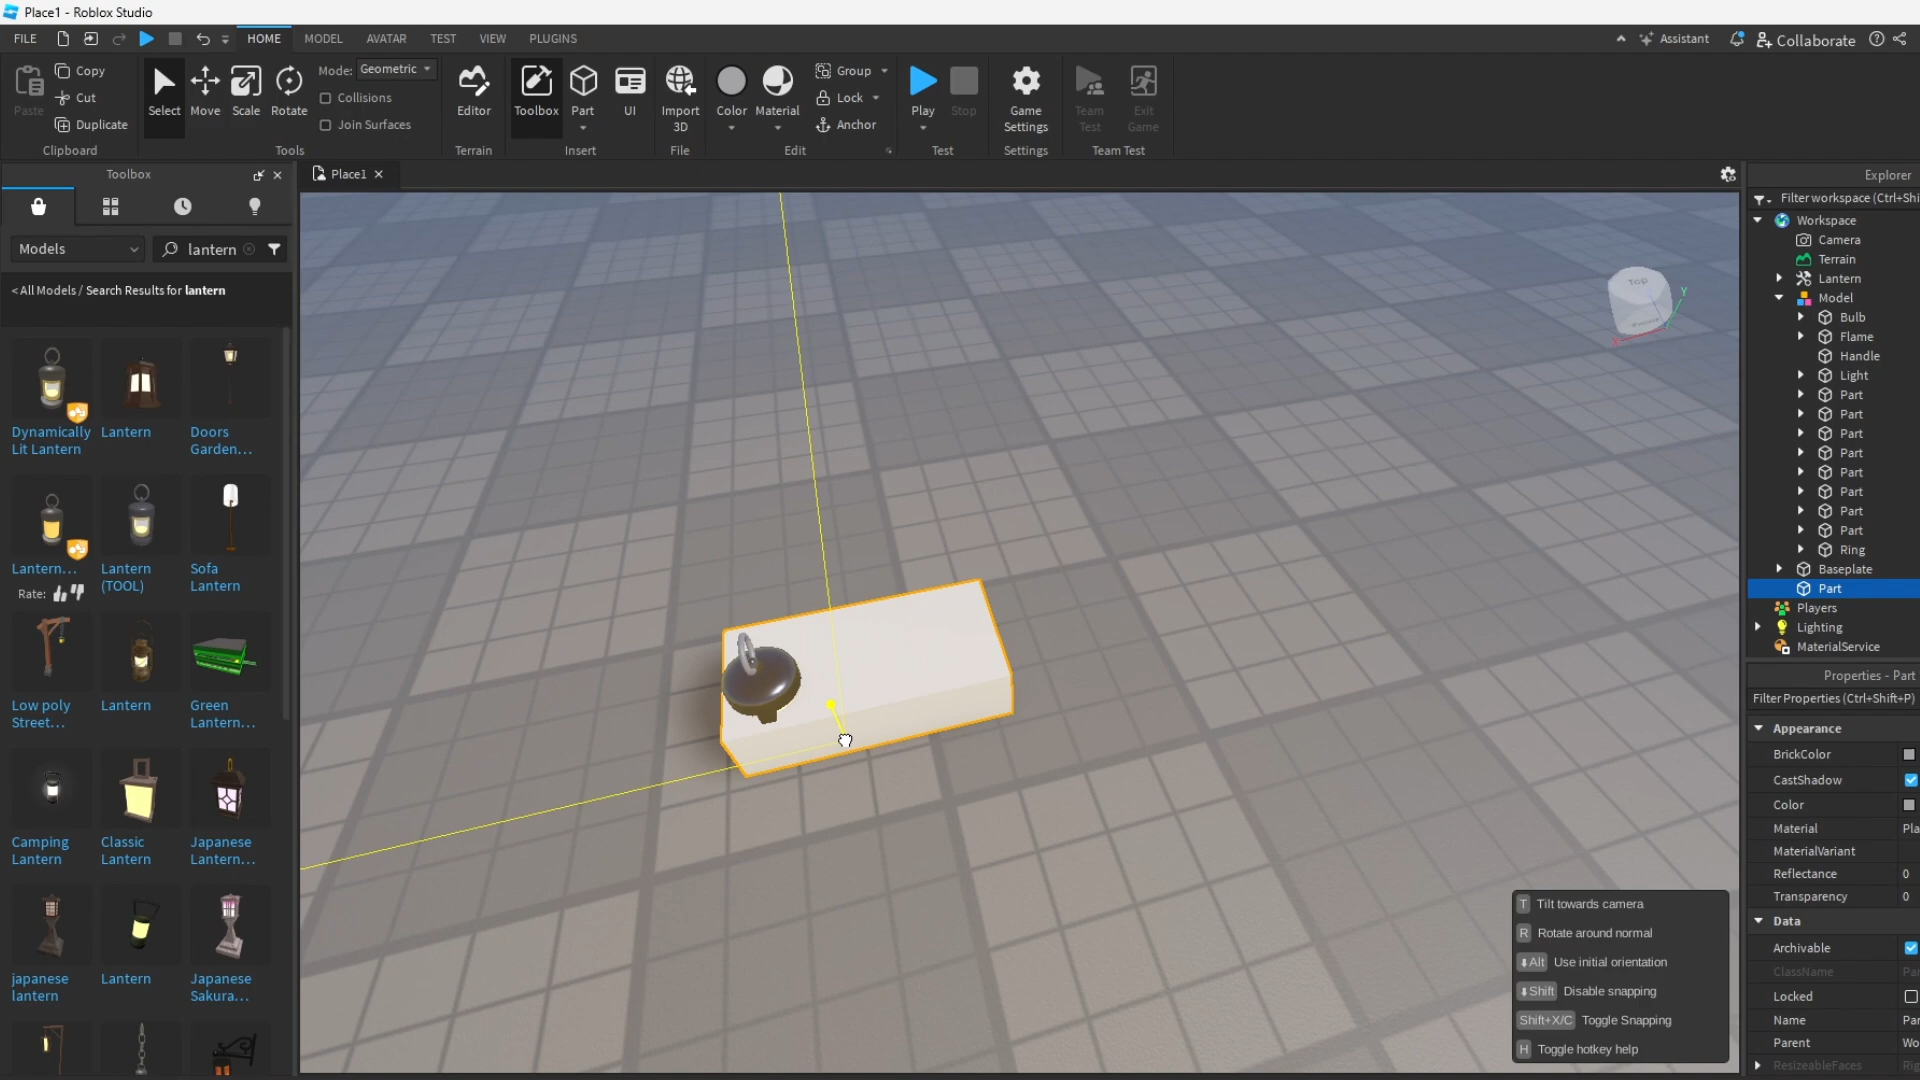 Place1 - Roblox Studio
FILE
HOME
MODEL
AVATAR
TEST
VIEW
PLUGINS
Assistant
Collaborate
Paste
Copy
Cut
Duplicate
Clipboard
Select
Move
Scale
Rotate
Mode: Geometric
Collisions
Join Surfaces
Tools
Editor
Terrain
Toolbox
Part
UI
Insert
Import
3D
File
Color
Material
Group
Lock
Anchor
Edit
Play
Stop
Test
Game
Settings
Settings
Team
Test
Exit
Game
Team Test
Toolbox
Models
lantern
< All Models / Search Results for lantern
Dynamically
Lit Lantern
Lantern
Doors
Garden...
Lantern...
Rate:
Lantern
(TOOL)
Sofa
Lantern
Low poly
Street...
Lantern
Green
Lantern...
Camping
Lantern
Classic
Lantern
Japanese
Lantern...
japanese
lantern
Lantern
Japanese
Sakura...
Place1
Top
Y
X
T Tilt towards camera
R Rotate around normal
Alt Use initial orientation
Shift Disable snapping
Shift+X/C Toggle Snapping
H Toggle hotkey help
Explorer
Filter workspace (Ctrl+Shi
Workspace
Camera
Terrain
Lantern
Model
Bulb
Flame
Handle
Light
Part
Part
Part
Part
Part
Part
Part
Part
Ring
Baseplate
Part
Players
Lighting
MaterialService
Properties - Part
Filter Properties (Ctrl+Shift+P)
Appearance
BrickColor
CastShadow
Color
Material Pla
MaterialVariant
Reflectance 0
Transparency 0
Data
Archivable
ClassName Par
Locked
Name Par
Parent Wo
ResizeableFaces Rig